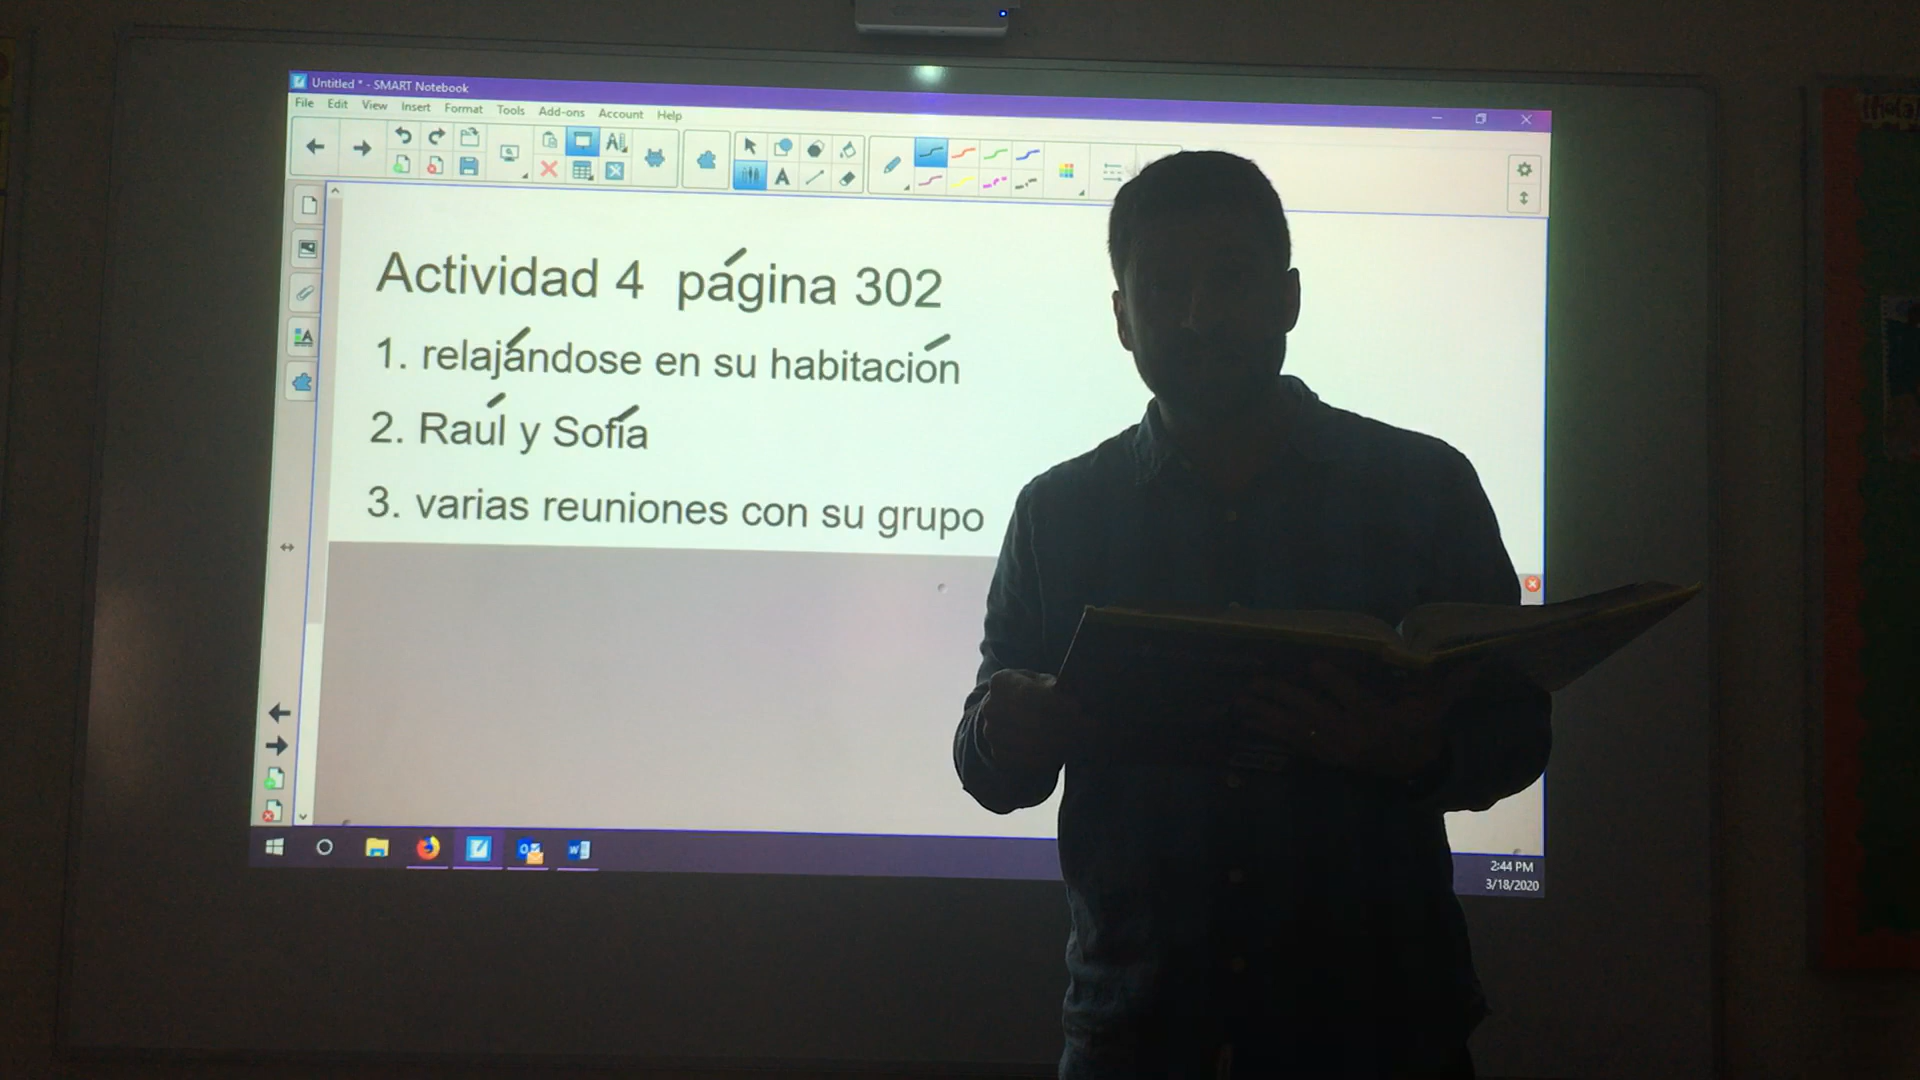 Untitled * - SMART Notebook
File Edit View Insert Format Tools Add-ons Account Help
Actividad 4 página 302
1. relajándose en su habitación
2. Raúl y Sofía
3. varias reuniones con su grupo
2:44 PM
3/18/2020